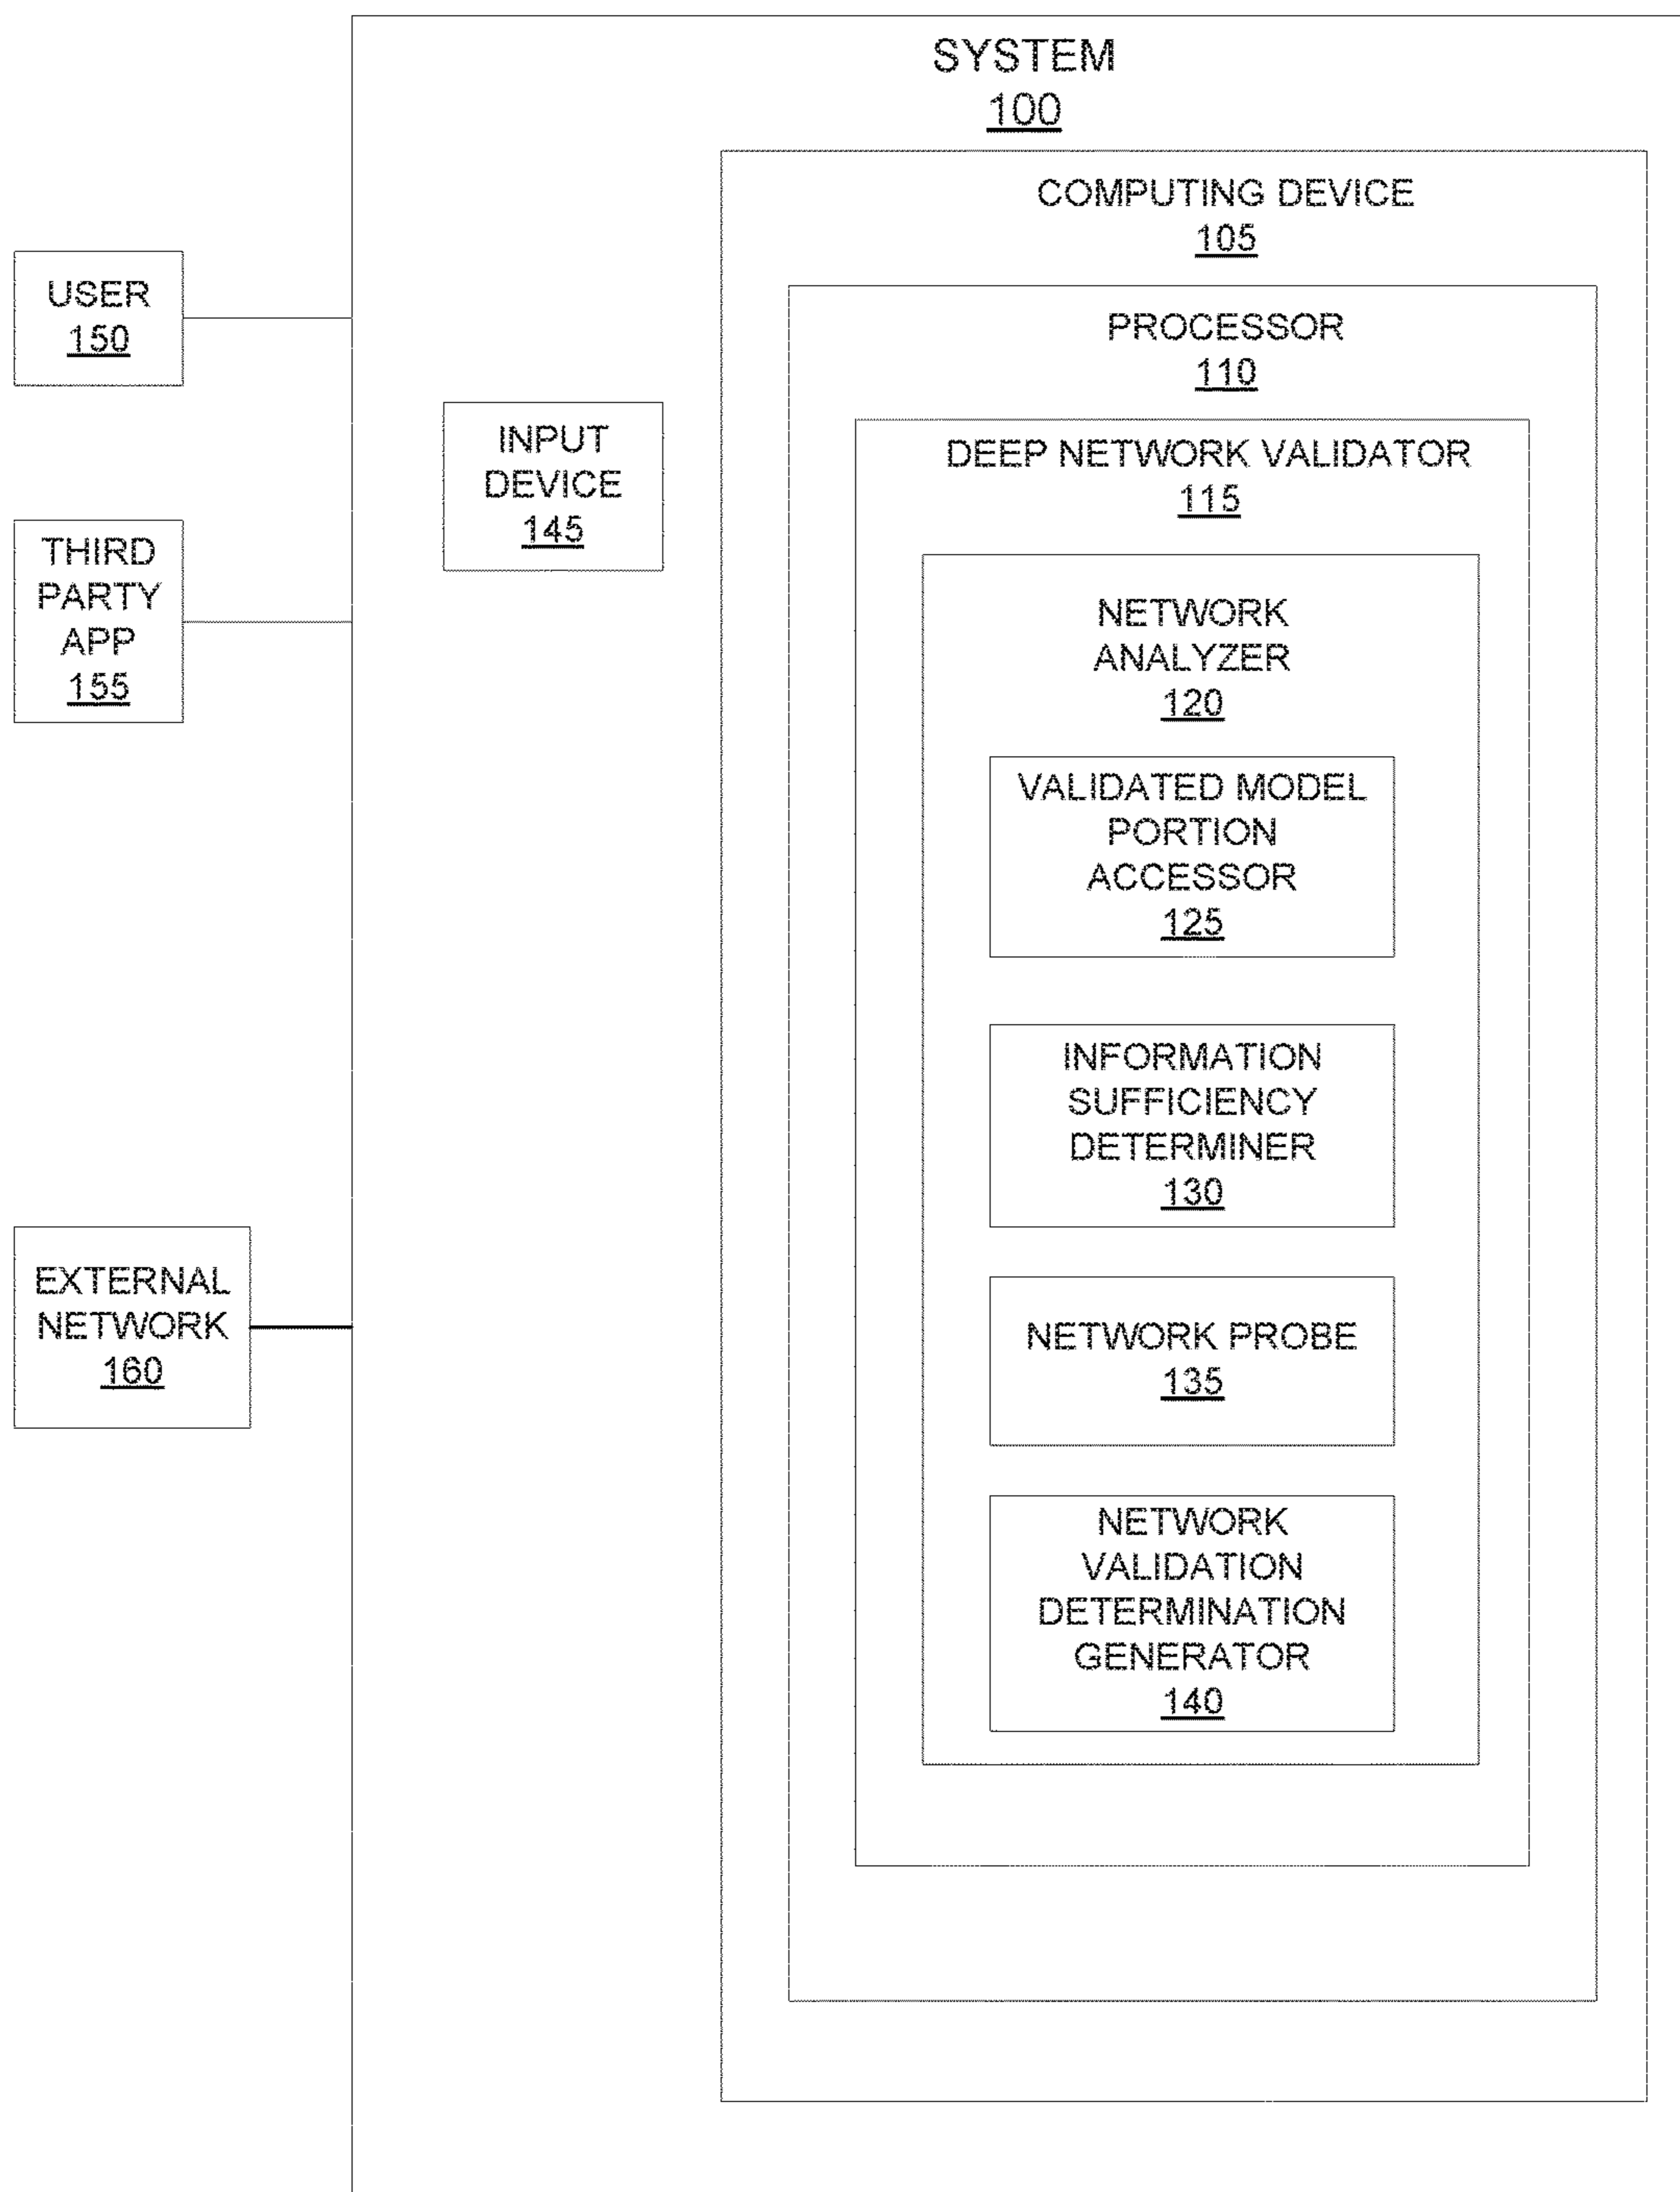 SYSTEM
100
COMPUTING DEVICE
105
USER
150
PROCESSOR
110
INPUT
DEVICE
145
DEEP NETWORK VALIDATOR
115
THIRD
PARTY
APP
155
NETWORK
ANALYZER
120
VALIDATED MODEL
PORTION
ACCESSOR
125
INFORMATION
SUFFICIENCY
DETERMINER
130
EXTERNAL
NETWORK
160
NETWORK PROBE
135
NETWORK
VALIDATION
DETERMINATION
GENERATOR
140